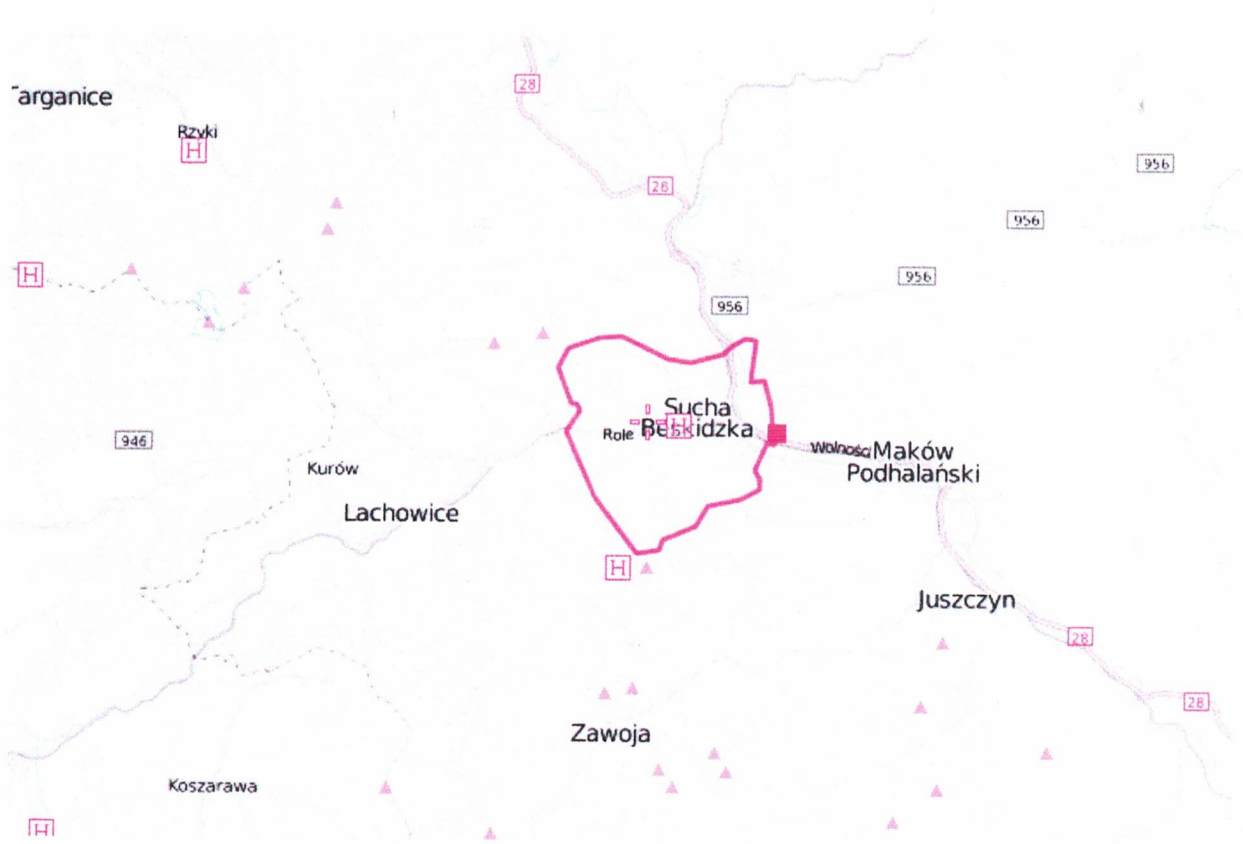 28
arganice
Rzyki
H
956
28
956
H
956
956
Sucha
H
Role Beskidzka
946
Wolności Maków
Podhalański
Kurów
Lachowice
H
Juszczyn
28
28
Zawoja
Koszarawa
H